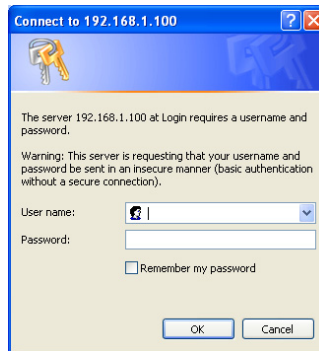 Connect to 192.168.1.100
The server 192.168.1.100 at Login requires a username and
password.
Warning: This server is requesting that your username and
password be sent in an insecure manner (basic authentication
without a secure connection).
User name:
Password:
Remember my password
OK Cancel